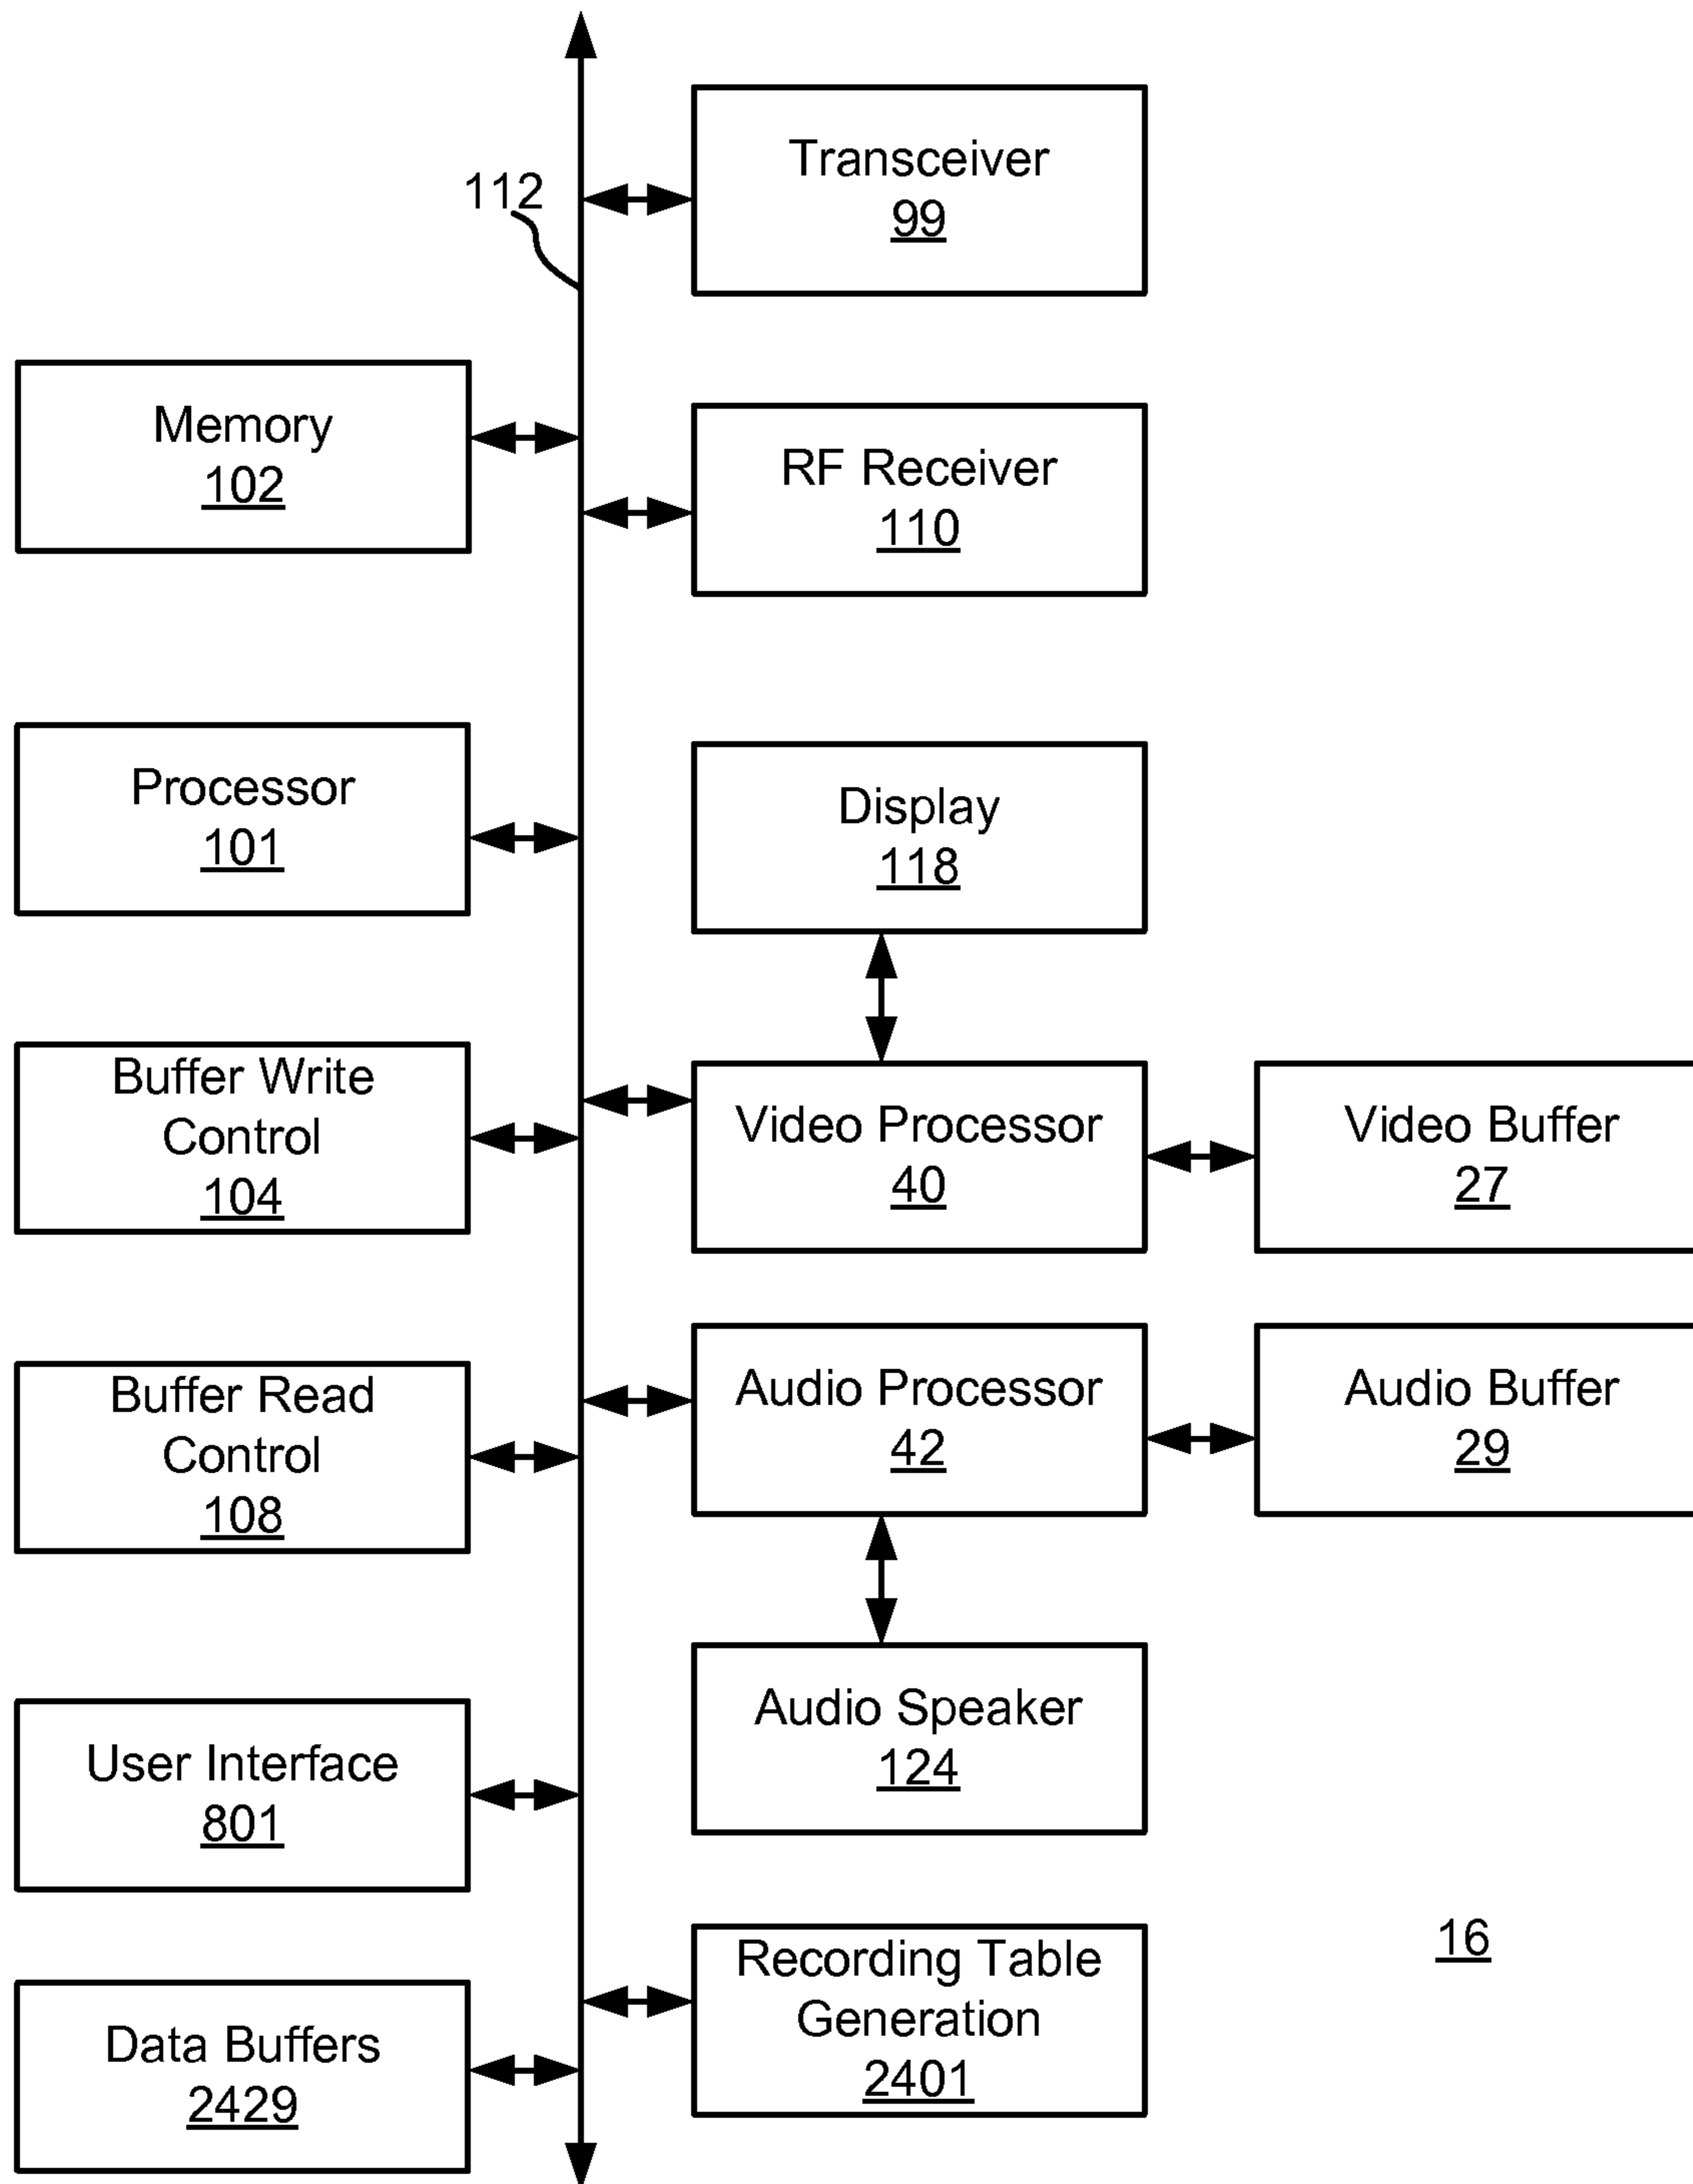 112
Transceiver
99
Memory
102
RF Receiver
110
Processor
101
Display
118
Buffer Write
Control
104
Video Processor
40
Video Buffer
27
Buffer Read
Control
108
Audio Processor
42
Audio Buffer
29
User Interface
801
Audio Speaker
124
16
Data Buffers
2429
Recording Table
Generation
2401